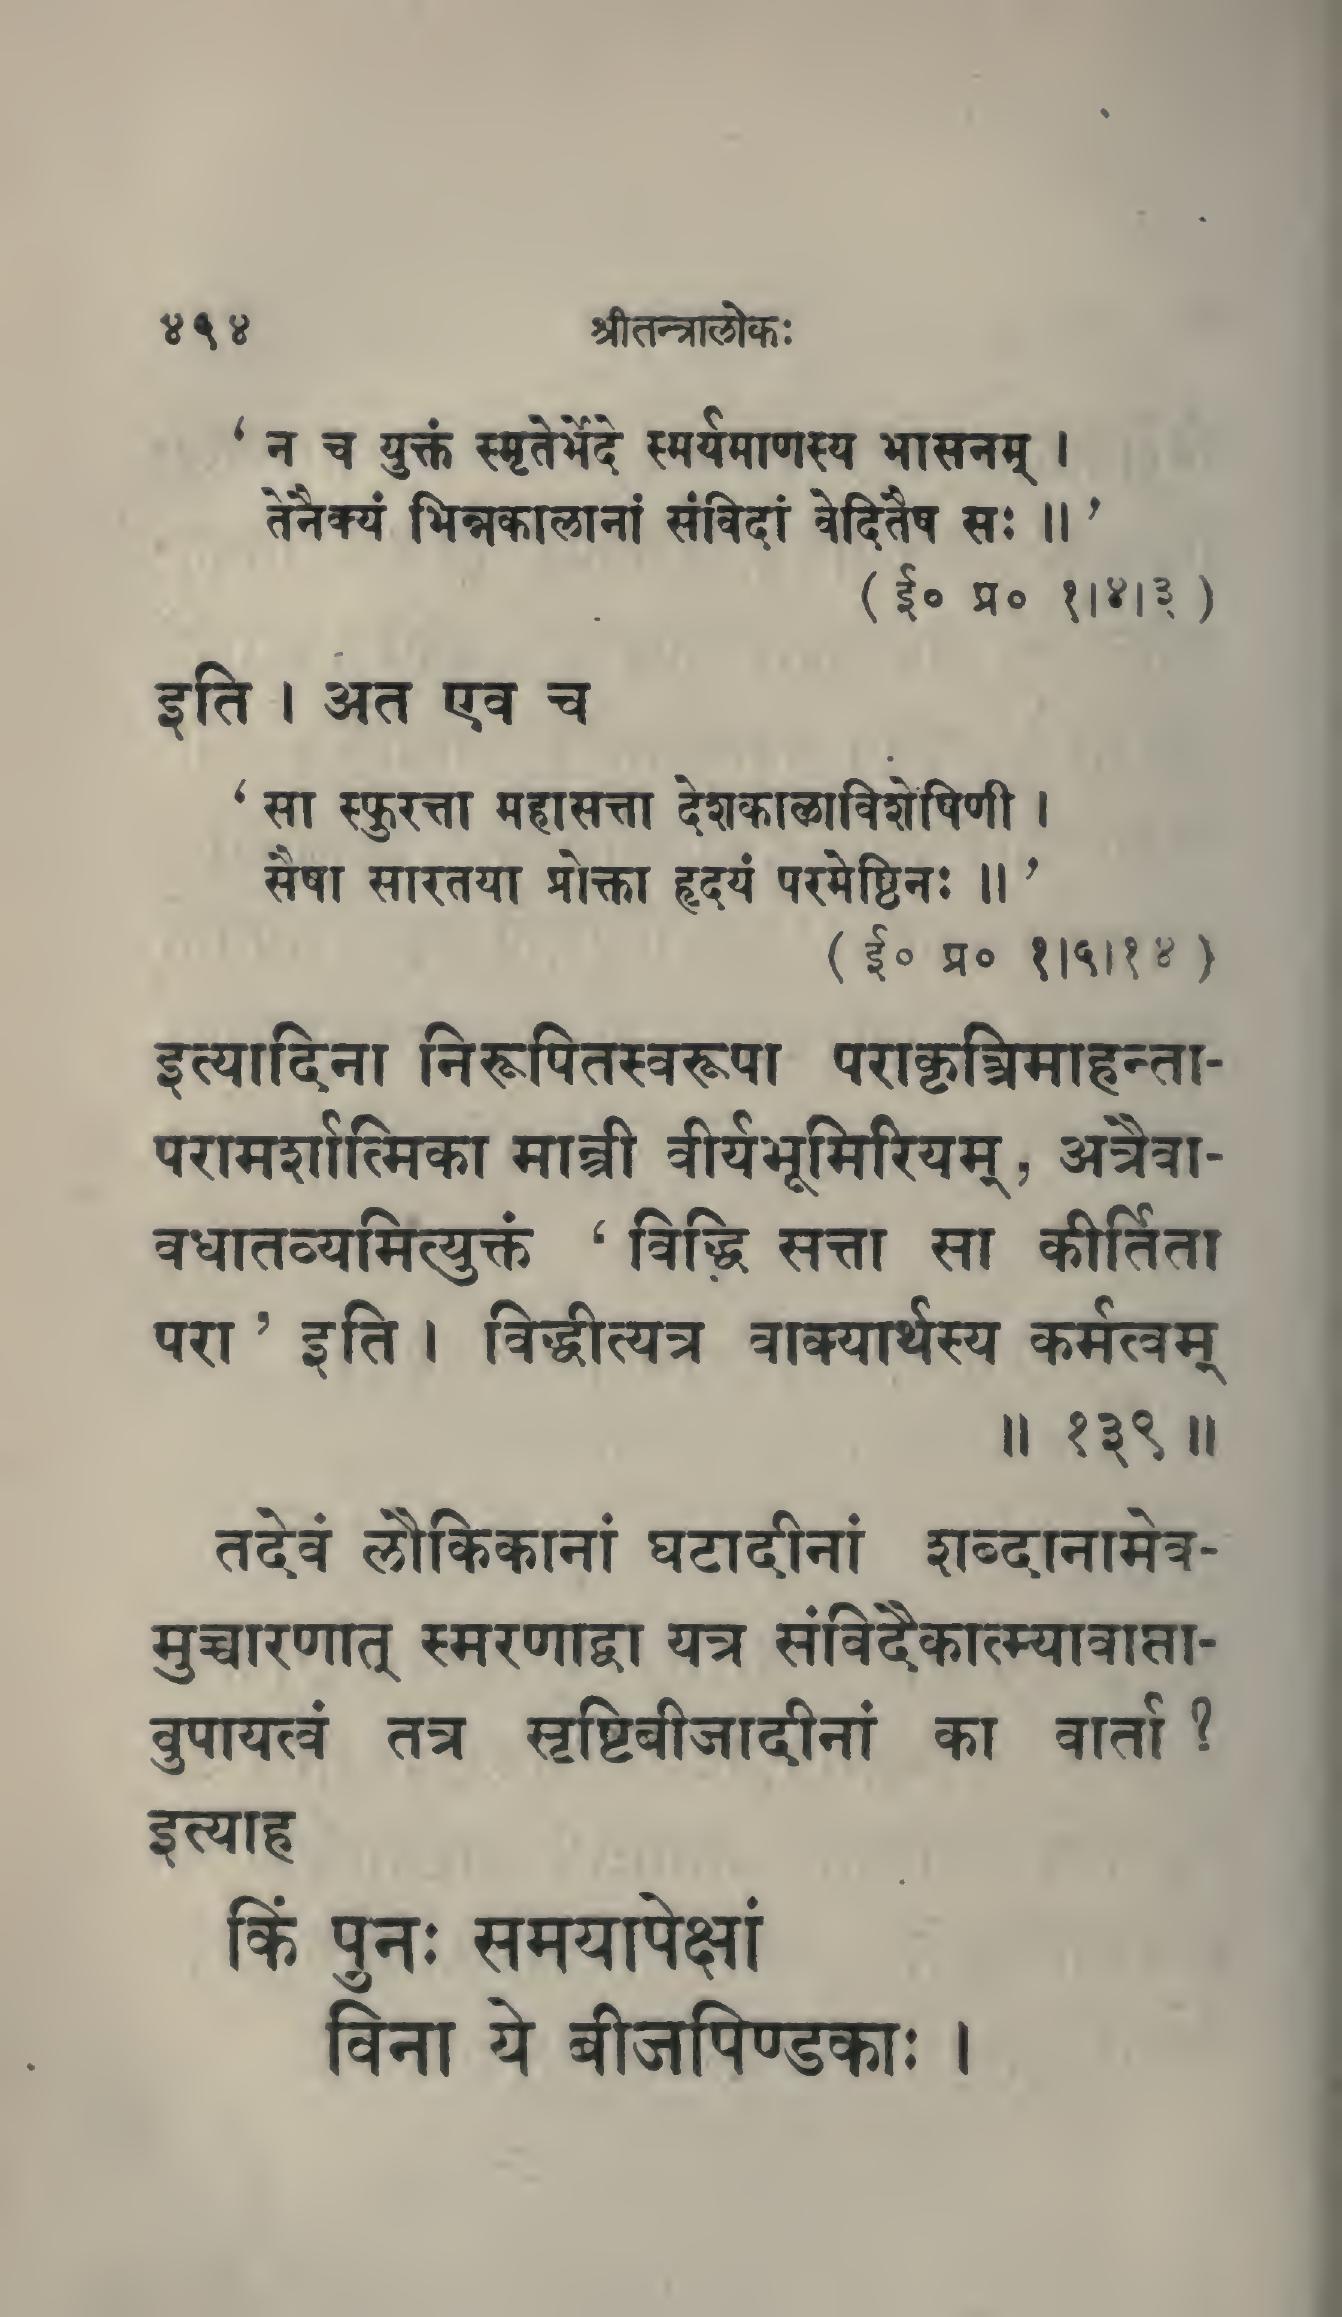 ४५४ श्रीतन्त्रालोकः
‘ न च युक्तं स्मृतेर्भेदे स्मर्यमाणस्य भासनम् ।
तेनैक्यं भिन्नकालानां संविदां वेदितैष सः ॥ ’
( ई० प्र० १।४।३ )
इति । अत एव च
‘ सा स्फुरत्ता महासत्ता देशकालाविशेषिणी ।
सैषा सारतया प्रोक्ता हृदयं परमेष्ठिनः ॥ ’
( ई० प्र० १।५।१४ )
इत्यादिना निरूपितस्वरूपा पराकृत्रिमाहन्ता-
परामर्शात्मिका मान्त्री वीर्यभूमिरियम्, अत्रैवा-
वधातव्यमित्युक्तं ‘ विद्धि सत्ता सा कीर्तिता
परा ’ इति । विद्धीत्यत्र वाक्यार्थस्य कर्मत्वम्
॥ १३९ ॥
तदेवं लौकिकानां घटादीनां शब्दानामेव-
मुच्चारणात् स्मरणाद्वा यत्र संविदैकात्म्यावाप्ता-
वुपायत्वं तत्र सृष्टिबीजादीनां का वार्ता ?
इत्याह
किं पुनः समयापेक्षां
विना ये बीजपिण्डकाः ।